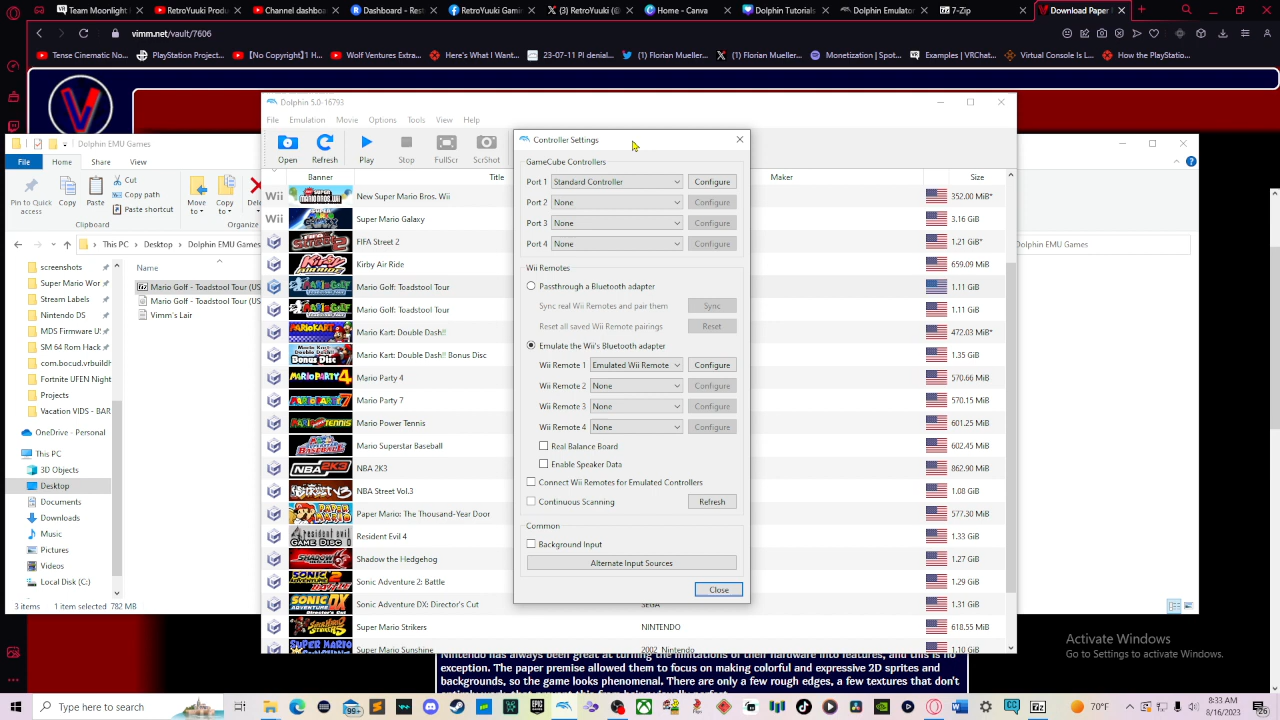 Team Momen
RetroYuuki Produ
Channel dashboard
Dashboard - Rest
RetroYuuki Gami
(3) RetroYuuki (@
Home - Canva
Dolphin Tutorials
Dolphin Emulator
7-Zip
Download Paper
vimm.net/vault/7606
Tense Cinematic No...
PlayStation Project...
[No Copyright]1 H...
Wolf Ventures Extra...
Here's What I Want...
23-07-11 PI denial...
(1) Florian Mueller...
(1) Florian Mueller...
Monetization | Spot...
Examples | VRChat...
Virtual Console Is L...
How the PlayStation...
Dolphin 5.0-16793
File Emulation Movie Options Tools View Help
Open Refresh Play Stop FullScr ScrShot
Dolphin EMU Games
File Home Share View
Pin to Quick access
Copy
Paste
Cut
Copy path
Paste shortcut
Move to
Copy to
Clipboard
Organize
This PC > Desktop > Dolphin EMU Games
Dolphin EMU Games
screenshots
Super Mario Wor
Stream Labels
Nintendo DS
MDS Firmware U:
SM 64 Rom Hack
com.bocud.vrbuildh
Fortnite UFEN Night
Projects
Vacation VIDS - BAR
OneDrive - Personal
This PC
3D Objects
Desktop
Documents
Downloads
Music
Pictures
Videos
Local Disk (C:)
3 items 1 item selected 782 MB
Name
Mario Golf - Toadstool Tour (US
Mario Golf - Toadstool Tour (US
Vimm's Lair
Banner Title Maker Size
Wii New Super Mario Bros. Wii 352.00 MiB*
Wii Super Mario Galaxy 3.16 GiB
FIFA Street 2 1.21 GiB*
Kirby Air Ride 659.09 MiB
Mario Golf: Toadstool Tour 1.11 GiB
Mario Golf: Toadstool Tour 1.11 GiB
Mario Kart: Double Dash!! 472.03 MiB*
Mario Kart: Double Dash!! Bonus Disc 1.35 GiB
Mario Party 4 570.66 MiB
Mario Party 7 570.15 MiB
Mario Power Tennis 601.25 MiB
Mario Superstar Baseball 602.45 MiB
NBA 2K3 862.90 MiB
NBA Street Vol.3 1.08 GiB
Paper Mario: The Thousand-Year Door 577.30 MiB
Resident Evil 4 1.33 GiB
Shadow the Hedgehog 1.27 GiB
Sonic Adventure 2: Battle 1.29 GiB
Sonic Adventure DX: Director's Cut SEGA 1.31 GiB
Super Mario Strikers NINTENDO 618.55 MiB
Super Mario Sunshine 2002 Nintendo 1.10 GiB
Controller Settings
GameCube Controllers
Port 1 Standard Controller Configure
Port 2 None Configure
Port 3 None Configure
Port 4 None Configure
Wii Remotes
Passthrough a Bluetooth adapter
Sync real Wii Remotes and pair them Sync
Reset all saved Wii Remote pairings Reset
Emulate the Wii's Bluetooth adapter
Wii Remote 1 Emulated Wii Remote Configure
Wii Remote 2 None Configure
Wii Remote 3 None Configure
Wii Remote 4 None Configure
Real Balance Board
Enable Speaker Data
Connect Wii Remotes for Emulated Controllers
Continuous Scanning Refresh
Common
Background Input
Alternate Input Sources
Close
Nintendo has always been great at turning the limitations of their hardware into features, and this is no
exception. The paper premise allowed them to focus on making colorful and expressive 2D sprites and
backgrounds, so the game looks phenomenal. There are only a few rough edges, a few textures that don't
Activate Windows
Go to Settings to activate Windows.
Type here to search
99+
70°F
8:33 AM
8/16/2023
26